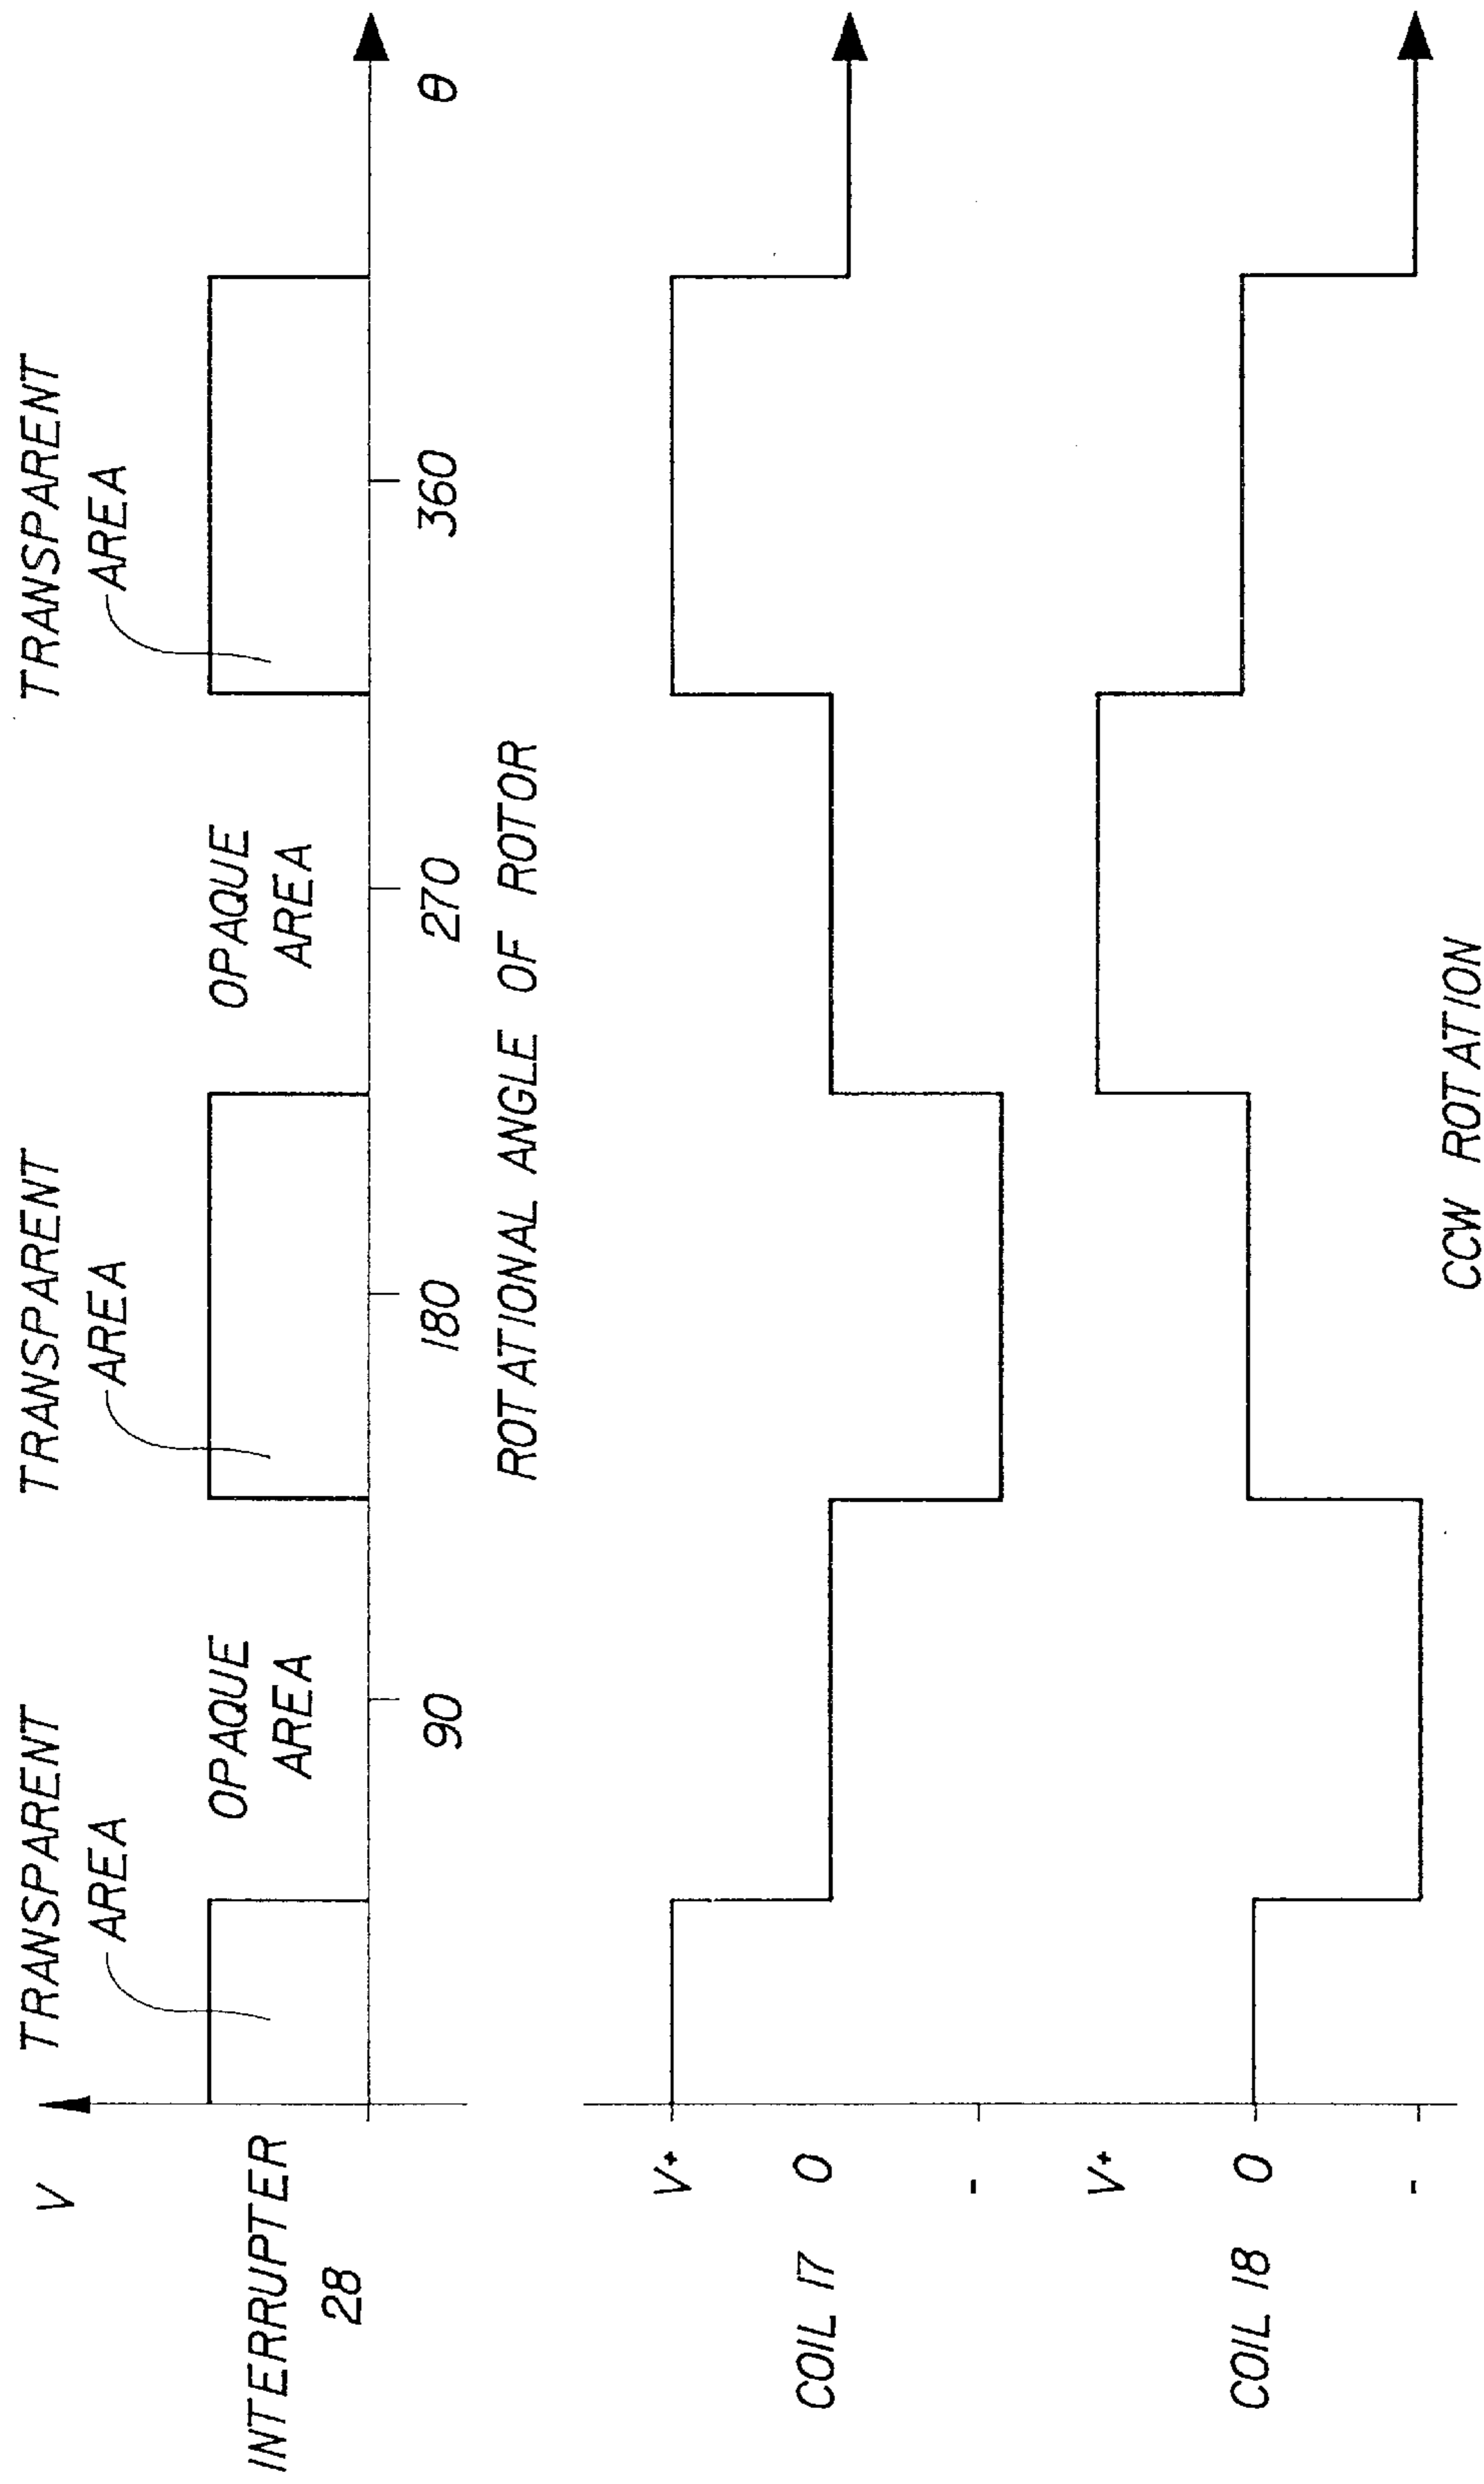 TRANSPARENT
AREA
TRANSPARENT
AREA
TRANSPARENT
AREA
V
INTERRUPTER
28
OPAQUE
AREA
OPAQUE
AREA
90
180
270
360
θ
ROTATIONAL ANGLE OF ROTOR
V+
COIL 17
0
-
V+
COIL 18
0
-
CCW ROTATION